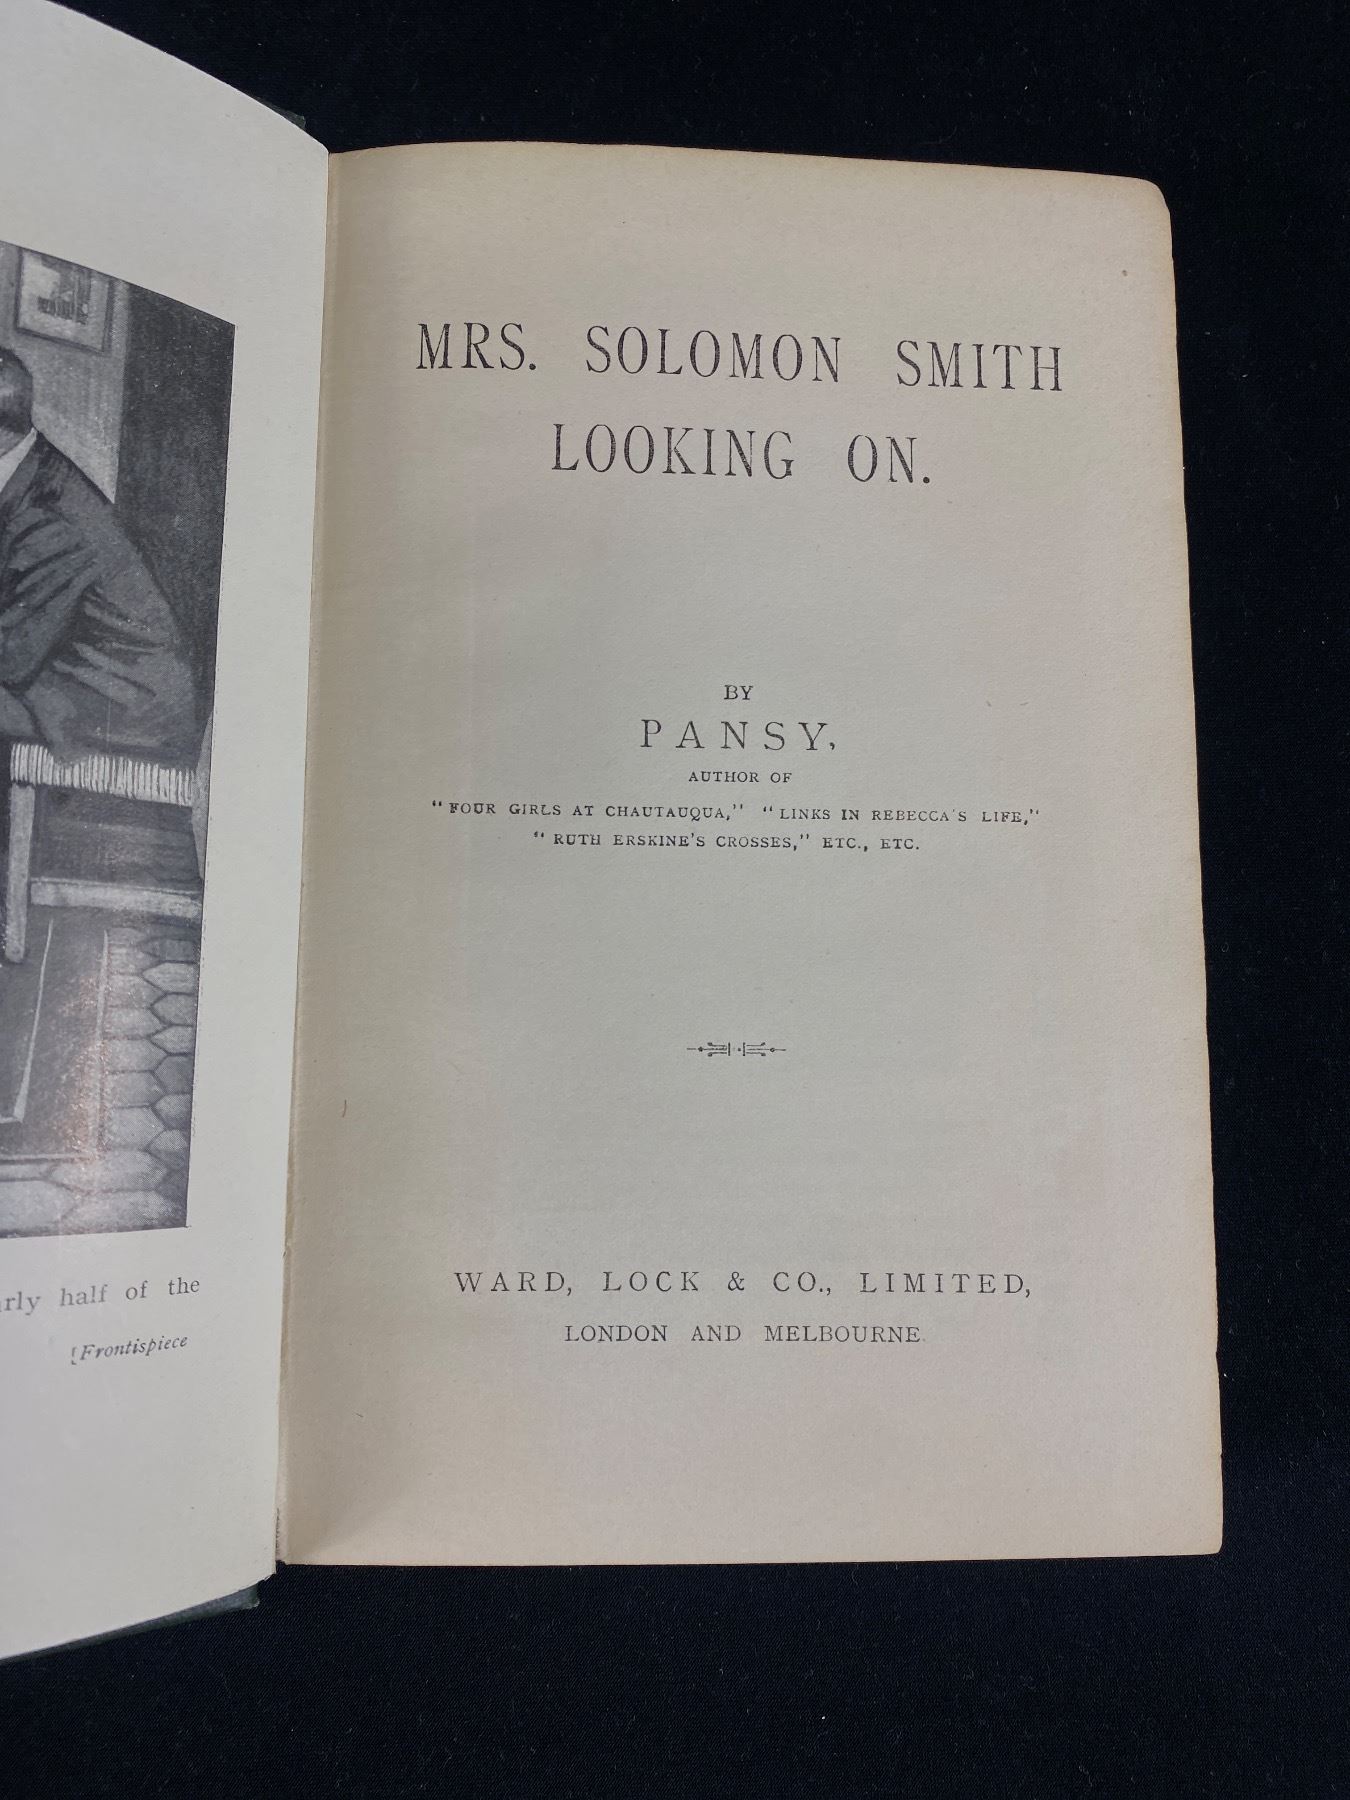 rly half of the
[Frontispiece
MRS. SOLOMON SMITH
LOOKING ON.
BY
PANSY,
AUTHOR OF
"FOUR GIRLS AT CHAUTAUQUA," "LINKS IN REBECCA'S LIFE,"
"RUTH ERSKINE'S CROSSES," ETC., ETC.
WARD, LOCK & CO., LIMITED,
LONDON AND MELBOURNE